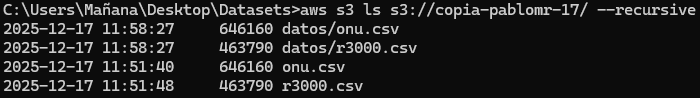 C:\Users\Mañana\Desktop\Datasets>aws s3 ls s3://copia-pablomr-17/ --recursive
2025-12-17 11:58:27     646160 datos/onu.csv
2025-12-17 11:58:27     463790 datos/r3000.csv
2025-12-17 11:51:40     646160 onu.csv
2025-12-17 11:51:48     463790 r3000.csv